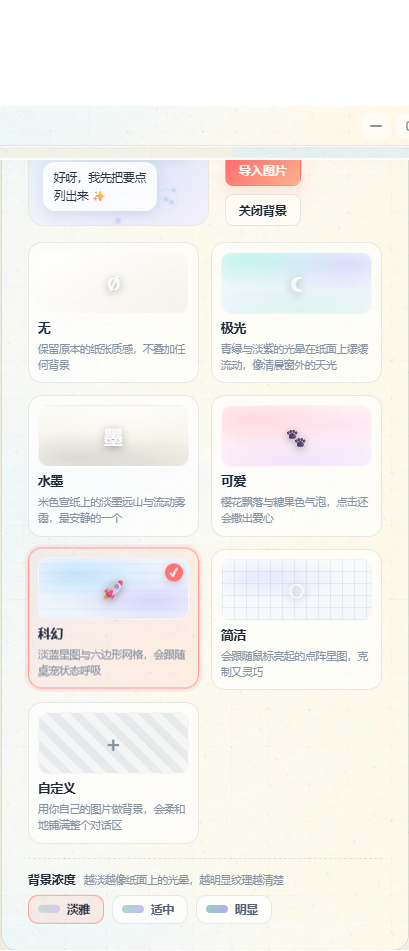 好呀，我先把要点
列出来 ✨
导入图片
关闭背景
无
保留原本的纸张质感，不叠加任
何背景
极光
青绿与淡紫的光晕在纸面上缓缓
流动，像清晨窗外的天光
墨
水墨
米色宣纸上的淡墨远山与流动雾
霭，最安静的一个
可爱
樱花飘落与糖果色气泡，点击还
会撒出爱心
科幻
淡蓝星图与六边形网格，会跟随
桌宠状态呼吸
简洁
会跟随鼠标亮起的点阵星图，克
制又灵巧
自定义
用你自己的图片做背景，会柔和
地铺满整个对话区
背景浓度 越淡越像纸面上的光晕，越明显纹理越清楚
淡雅 适中 明显